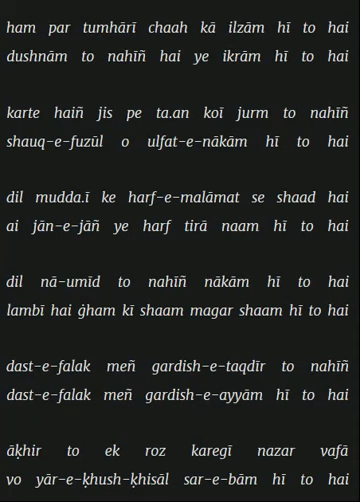 ham par tumhārī chaah kā ilzām hī to hai
dushnām to nahīñ hai ye ikrām hī to hai
karte haiñ jis pe ta.an koī jurm to nahīñ
shauq-e-fuzūl o ulfat-e-nākām hī to hai
dil mudda.ī ke harf-e-malāmat se shaad hai
ai jān-e-jāñ ye harf tirā naam hī to hai
dil nā-umīd to nahīñ nākām hī to hai
lambī hai ġham kī shaam magar shaam hī to hai
dast-e-falak meñ gardish-e-taqdīr to nahīñ
dast-e-falak meñ gardish-e-ayyām hī to hai
āḳhir to ek roz karegī nazar vafā
vo yār-e-ḳhush-ḳhisāl sar-e-bām hī to hai